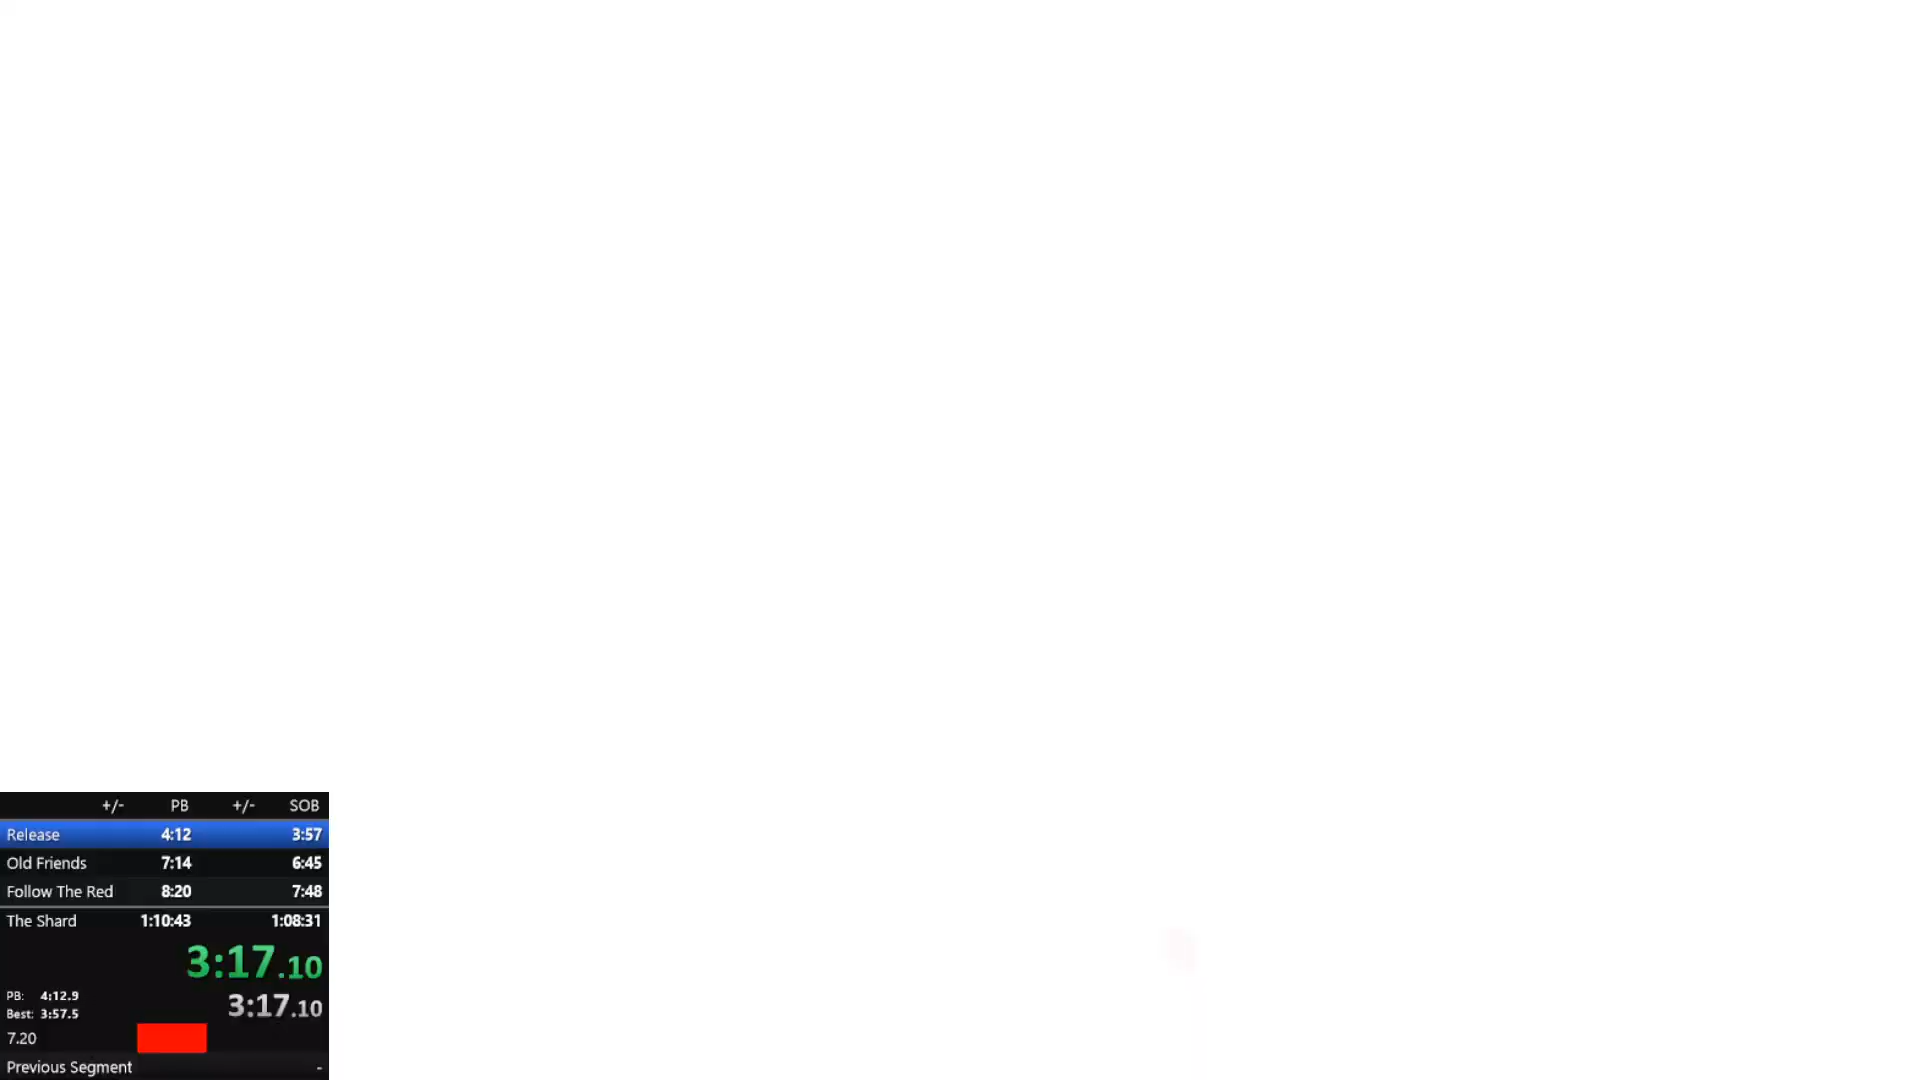 +/- PB +/- SOB
Release 4:12 3:57
Old Friends 7:14 6:45
Follow The Red 8:20 7:48
The Shard 1:10:43 1:08:31
3:17.10
PB: 4:12.9
3:17.10
Best: 3:57.5
7.20
Previous Segment -